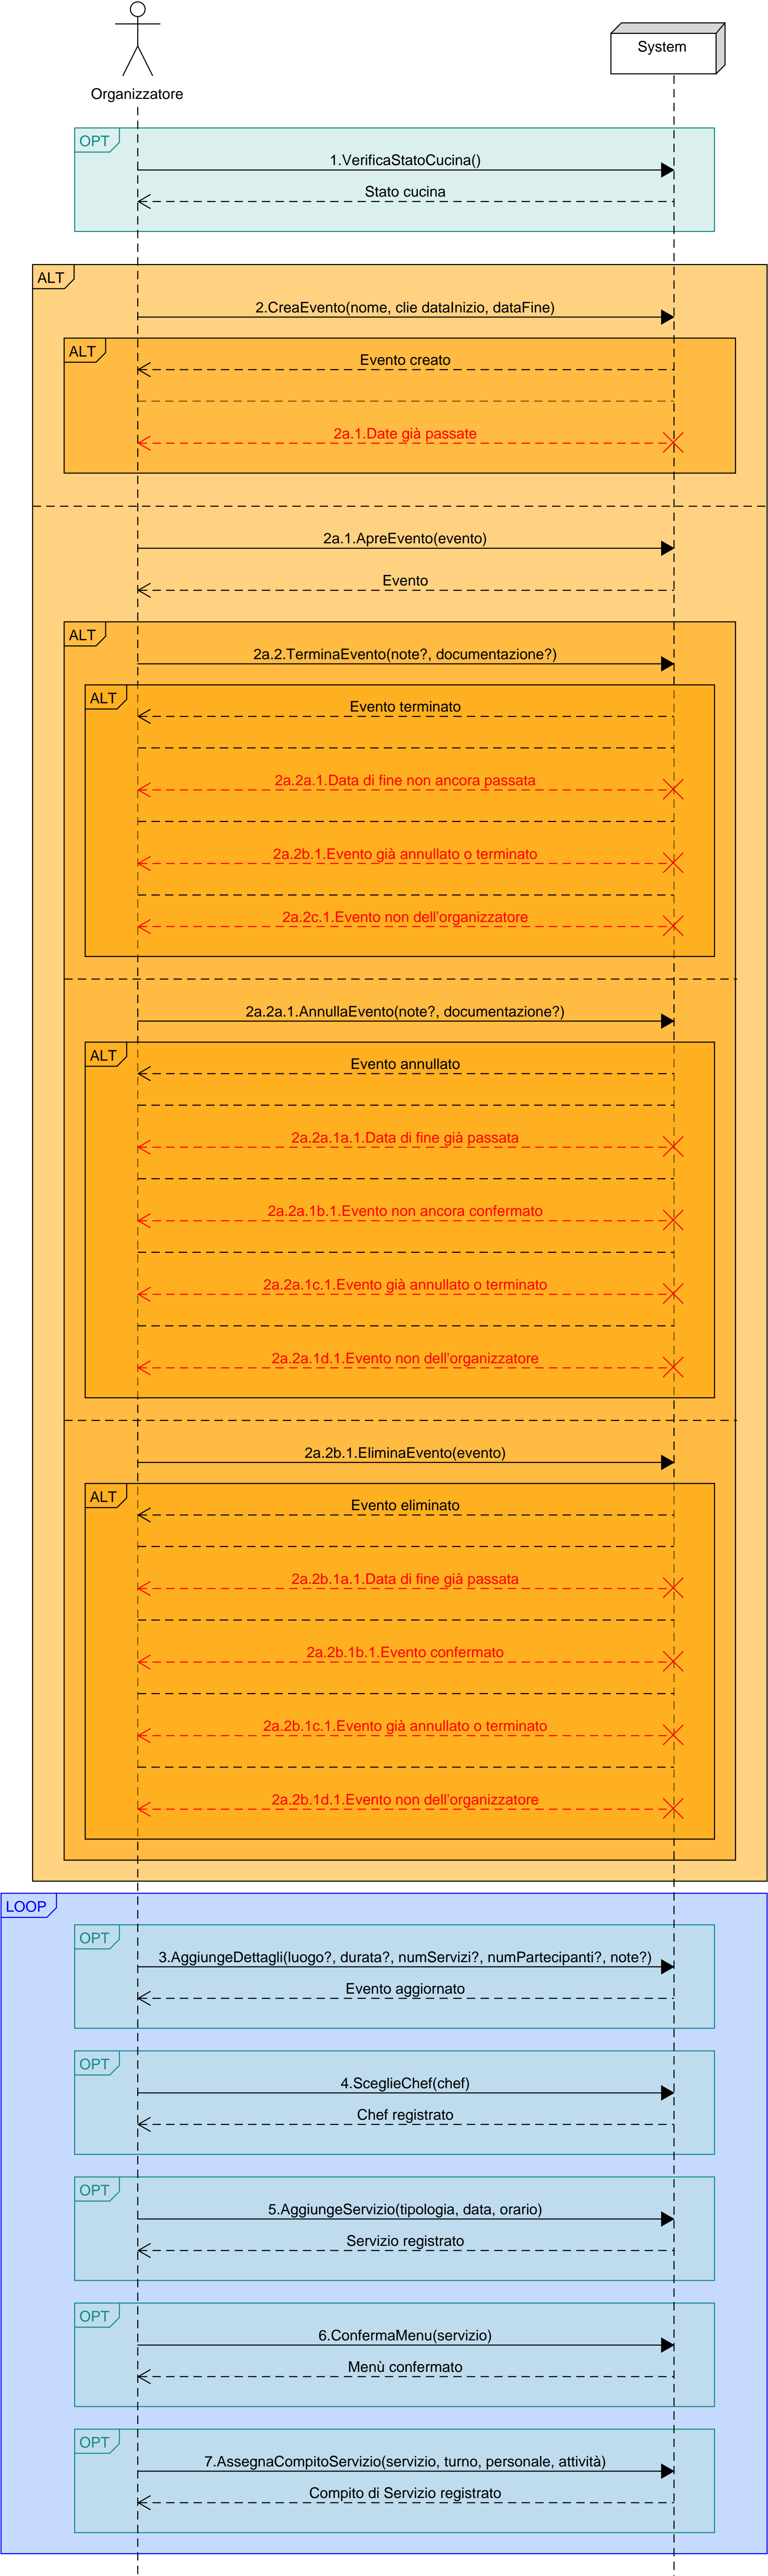 Organizzatore
System
OPT
1.VerificaStatoCucina()
Stato cucina
ALT
2.CreaEvento(nome, clie dataInizio, dataFine)
ALT
Evento creato
2a.1.Date già passate
2a.1.ApreEvento(evento)
Evento
ALT
2a.2.TerminaEvento(note?, documentazione?)
ALT
Evento terminato
2a.2a.1.Data di fine non ancora passata
2a.2b.1.Evento già annullato o terminato
2a.2c.1.Evento non dell'organizzatore
2a.2a.1.AnnullaEvento(note?, documentazione?)
ALT
Evento annullato
2a.2a.1a.1.Data di fine già passata
2a.2a.1b.1.Evento non ancora confermato
2a.2a.1c.1.Evento già annullato o terminato
2a.2a.1d.1.Evento non dell'organizzatore
2a.2b.1.EliminaEvento(evento)
ALT
Evento eliminato
2a.2b.1a.1.Data di fine già passata
2a.2b.1b.1.Evento confermato
2a.2b.1c.1.Evento già annullato o terminato
2a.2b.1d.1.Evento non dell'organizzatore
LOOP
OPT
3.AggiungeDettagli(luogo?, durata?, numServizi?, numPartecipanti?, note?)
Evento aggiornato
OPT
4.SceglieChef(chef)
Chef registrato
OPT
5.AggiungeServizio(tipologia, data, orario)
Servizio registrato
OPT
6.ConfermaMenu(servizio)
Menù confermato
OPT
7.AssegnaCompitoServizio(servizio, turno, personale, attività)
Compito di Servizio registrato